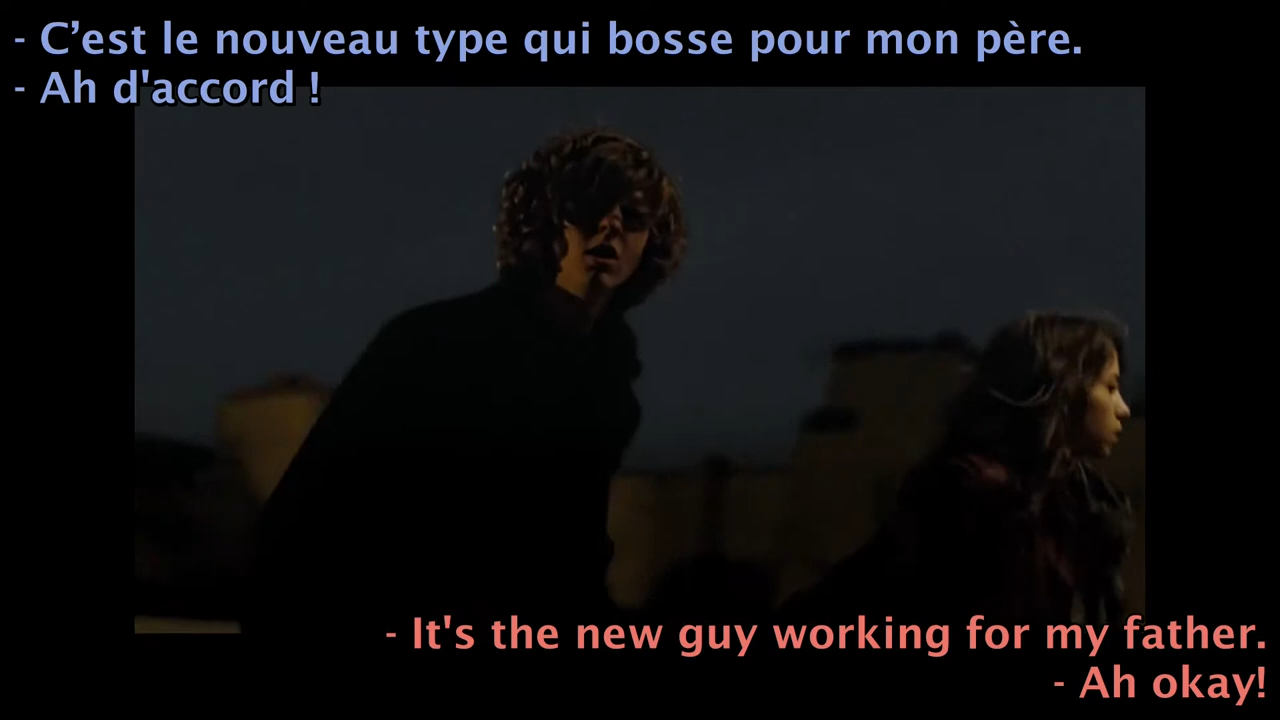 - C’est le nouveau type qui bosse pour mon père.
- Ah d'accord !
- It's the new guy working for my father.
- Ah okay!